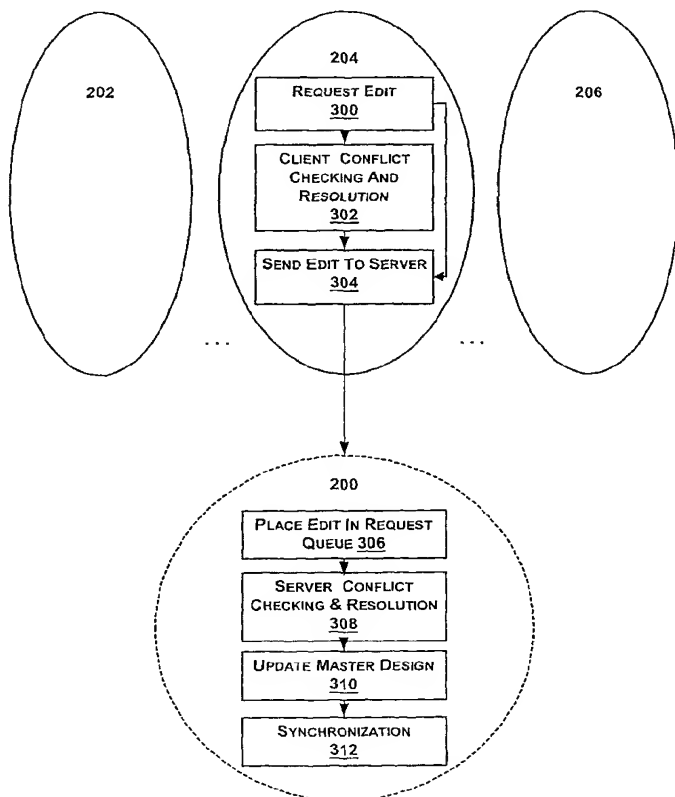 202
204
206
REQUEST EDIT
300
CLIENT CONFLICT
CHECKING AND
RESOLUTION
302
SEND EDIT TO SERVER
304
...
...
200
PLACE EDIT IN REQUEST
QUEUE 306
SERVER CONFLICT
CHECKING & RESOLUTION
308
UPDATE MASTER DESIGN
310
SYNCHRONIZATION
312